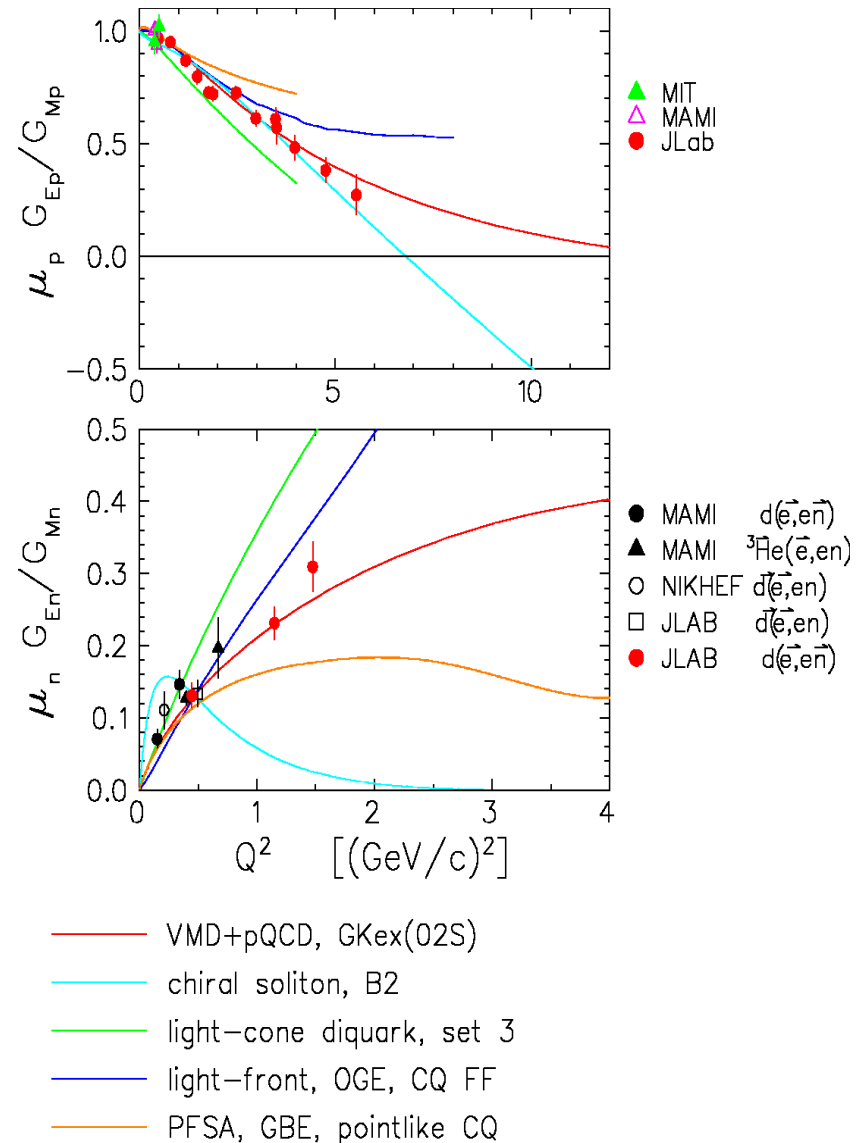 1.0
0.5
0.0
−0.5
μp GEp/GMp
0 5 10
MIT
MAMI
JLab
0.5
0.4
0.3
0.2
0.1
0.0
μn GEn/GMn
0 1 2 3 4
Q² [(GeV/c)²]
MAMI d(e⃗,en⃗)
MAMI ³H⃗e(e⃗,en)
NIKHEF d⃗(e⃗,en)
JLAB d⃗(e⃗,en)
JLAB d(e⃗,en⃗)
VMD+pQCD, GKex(02S)
chiral soliton, B2
light−cone diquark, set 3
light−front, OGE, CQ FF
PFSA, GBE, pointlike CQ